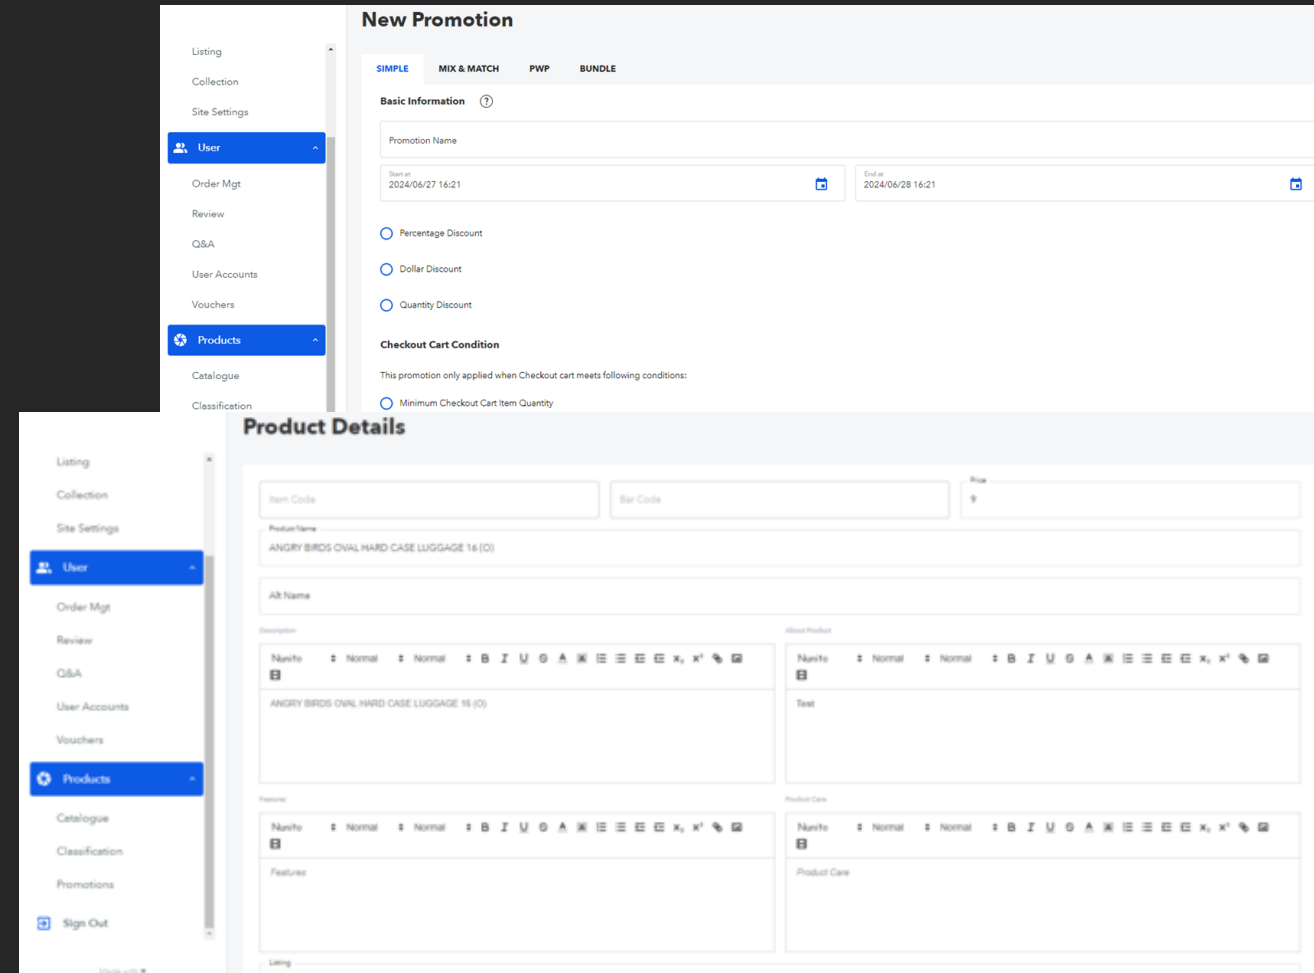 New Promotion
Listing
Collection
Site Settings
User
Order Mgt
Review
Q&A
User Accounts
Vouchers
Products
Catalogue
Classification
SIMPLE MIX & MATCH PWP BUNDLE
Basic Information ?
Promotion Name
Start at
2024/06/27 16:21
End at
2024/06/28 16:21
Percentage Discount
Dollar Discount
Quantity Discount
Checkout Cart Condition
This promotion only applied when Checkout cart meets following conditions:
Minimum Checkout Cart Item Quantity
Product Details
Listing
Collection
Site Settings
User
Order Mgt
Review
Q&A
User Accounts
Vouchers
Products
Catalogue
Classification
Promotions
Sign Out
Made with ♥
Item Code
Bar Code
Price
9
Product Name
ANGRY BIRDS OVAL HARD CASE LUGGAGE 16 (O)
Alt Name
Description
Nunito Normal Normal
ANGRY BIRDS OVAL HARD CASE LUGGAGE 16 (O)
About Product
Nunito Normal Normal
Test
Features
Nunito Normal Normal
Features
Product Care
Nunito Normal Normal
Product Care
Listing